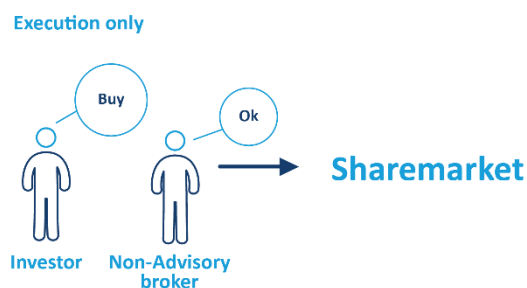 Execution only
Buy
Ok
Sharemarket
Investor
Non-Advisory
broker